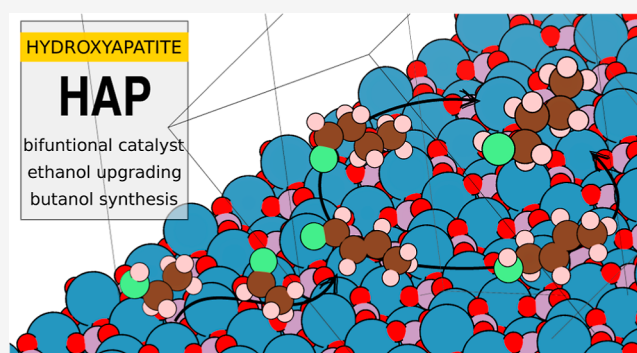 HYDROXYAPATITE
HAP
bifuntional catalyst
ethanol upgrading
butanol synthesis